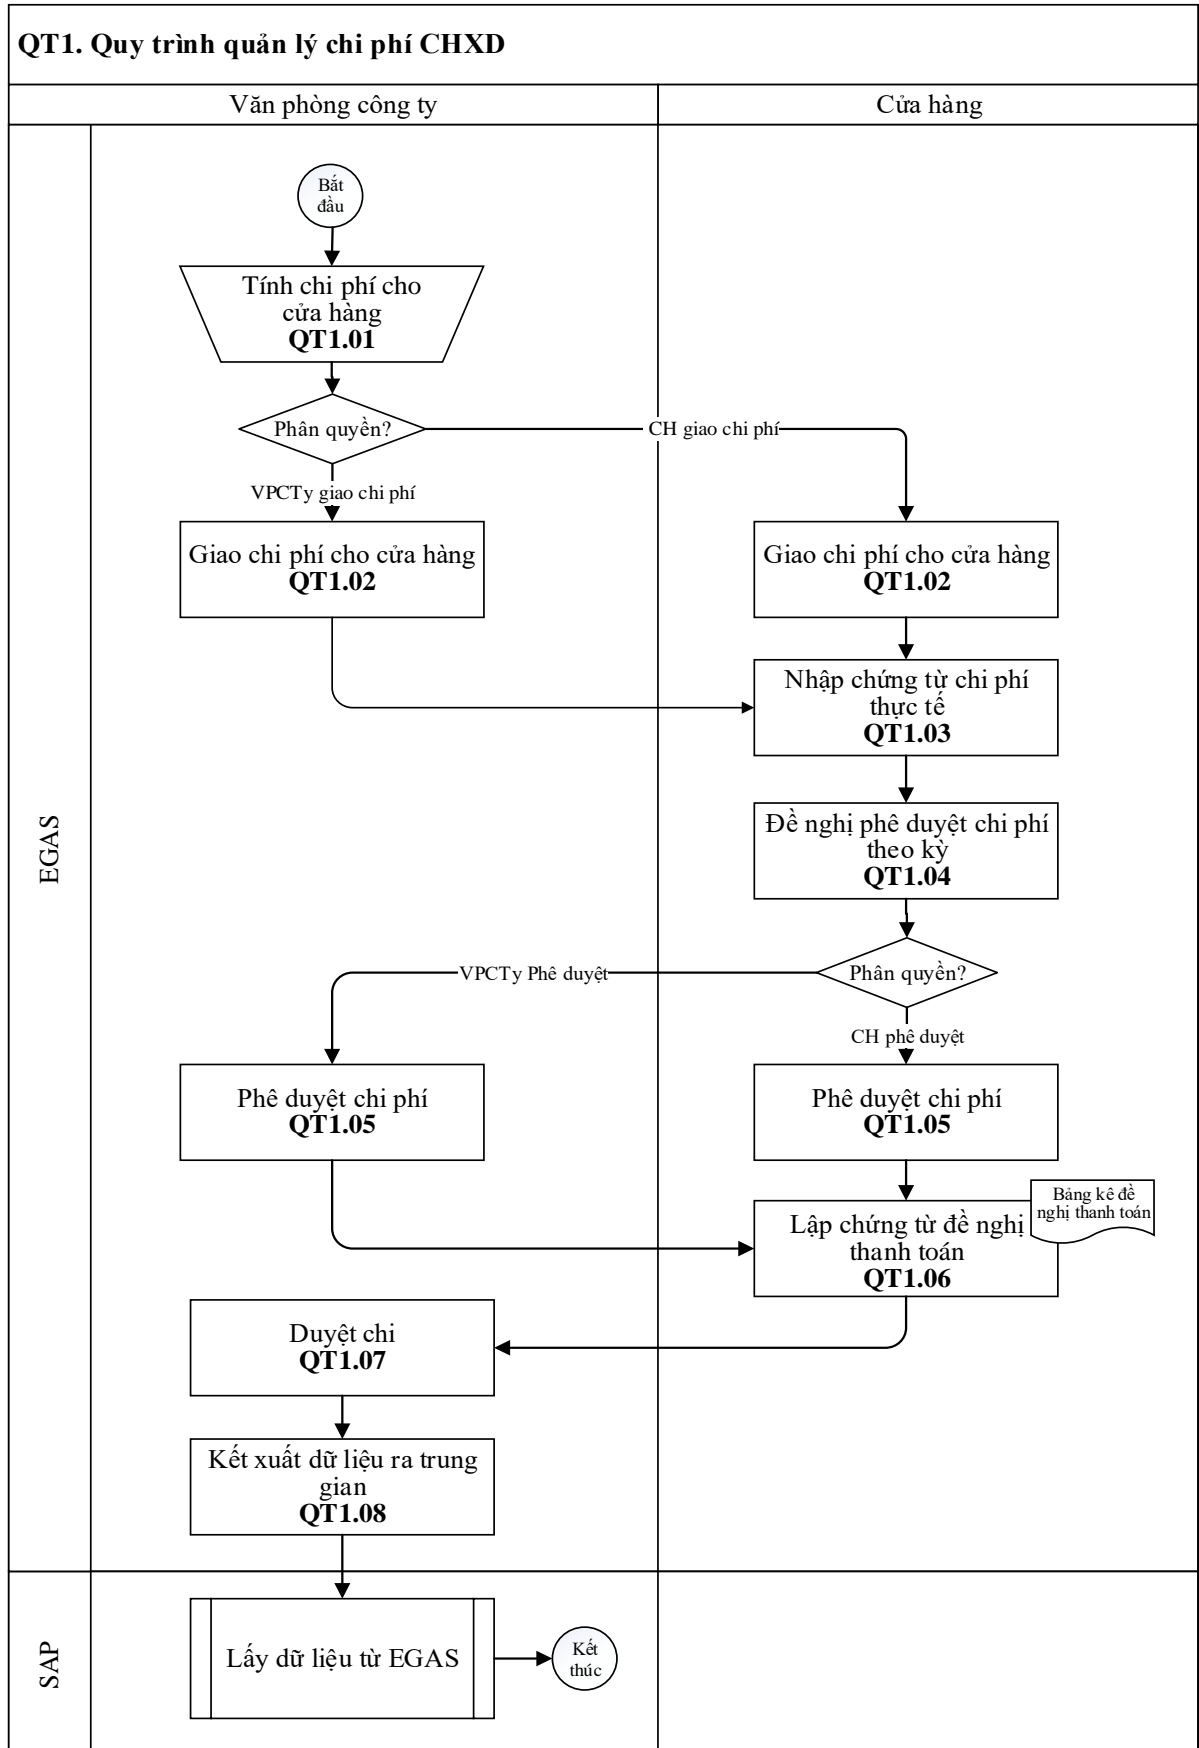 QT1. Quy trình quản lý chi phí CHXD
Văn phòng công ty
Cửa hàng
EGAS
Bắt
đầu
Tính chi phí cho
cửa hàng
QT1.01
Phân quyền?
CH giao chi phí
VPCTy giao chi phí
Giao chi phí cho cửa hàng
QT1.02
Giao chi phí cho cửa hàng
QT1.02
Nhập chứng từ chi phí
thực tế
QT1.03
Đề nghị phê duyệt chi phí
theo kỳ
QT1.04
Phân quyền?
VPCTy Phê duyệt
CH phê duyệt
Phê duyệt chi phí
QT1.05
Phê duyệt chi phí
QT1.05
Bảng kê đề
nghị thanh toán
Lập chứng từ đề nghị
thanh toán
QT1.06
Duyệt chi
QT1.07
Kết xuất dữ liệu ra trung
gian
QT1.08
SAP
Lấy dữ liệu từ EGAS
Kết
thúc